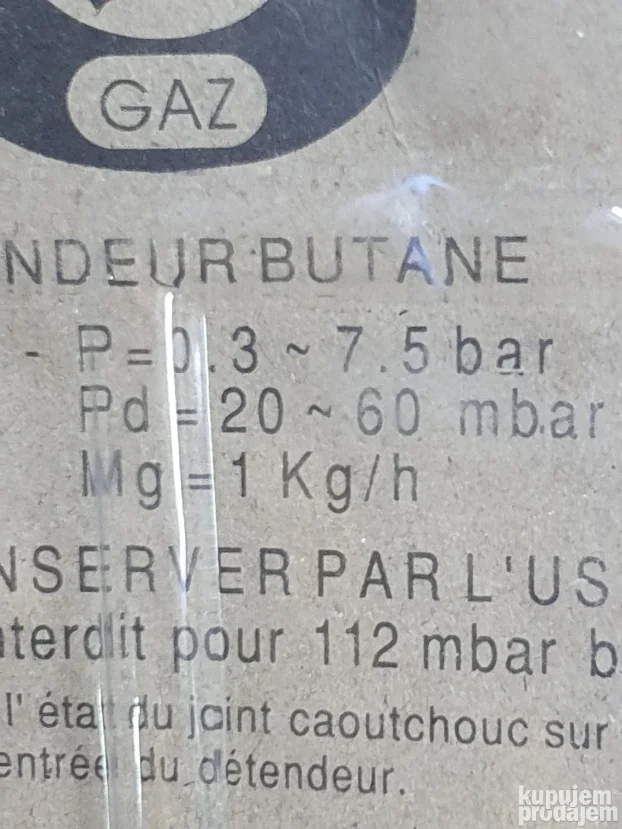 GAZ
NDEUR BUTANE
- P = 0.3 ~ 7.5 bar
Pd = 20 ~ 60 mbar
Mg = 1 Kg/h
NSERVER PAR L'US
nterdit pour 112 mbar b
l' état du joint caoutchouc sur
entrée du détendeur.
kupujem
prodajem